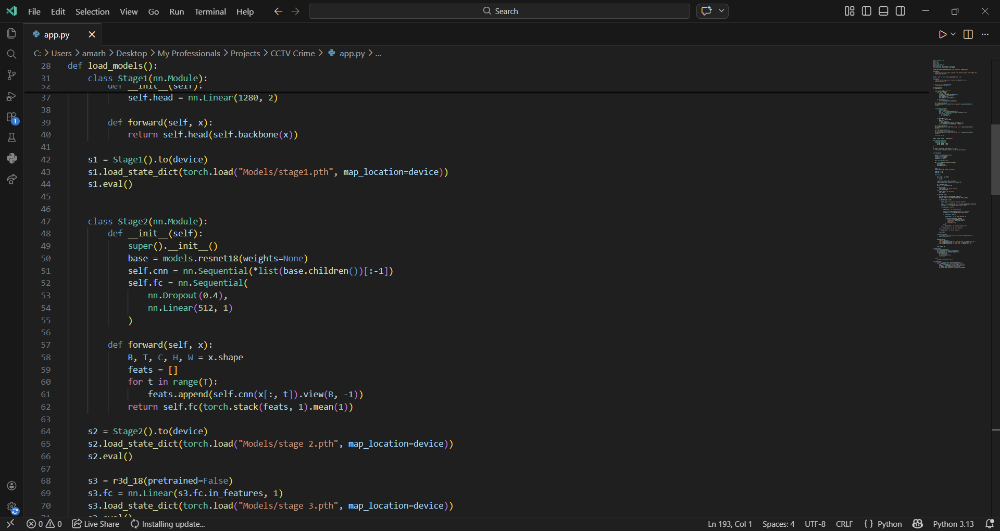 File Edit Selection View Go Run Terminal Help Search
app.py
C: > Users > amarh > Desktop > My Professionals > Projects > CCTV Crime > app.py > ...
28 def load_models():
31 class Stage1(nn.Module):
32 def __init__(self):
37 self.head = nn.Linear(1280, 2)
38
39 def forward(self, x):
40 return self.head(self.backbone(x))
41
42 s1 = Stage1().to(device)
43 s1.load_state_dict(torch.load("Models/stage1.pth", map_location=device))
44 s1.eval()
45
46
47 class Stage2(nn.Module):
48 def __init__(self):
49 super().__init__()
50 base = models.resnet18(weights=None)
51 self.cnn = nn.Sequential(*list(base.children())[:-1])
52 self.fc = nn.Sequential(
53 nn.Dropout(0.4),
54 nn.Linear(512, 1)
55 )
56
57 def forward(self, x):
58 B, T, C, H, W = x.shape
59 feats = []
60 for t in range(T):
61 feats.append(self.cnn(x[:, t]).view(B, -1))
62 return self.fc(torch.stack(feats, 1).mean(1))
63
64 s2 = Stage2().to(device)
65 s2.load_state_dict(torch.load("Models/stage 2.pth", map_location=device))
66 s2.eval()
67
68 s3 = r3d_18(pretrained=False)
69 s3.fc = nn.Linear(s3.fc.in_features, 1)
70 s3.load_state_dict(torch.load("Models/stage 3.pth", map_location=device))
1
0 0 Live Share Installing update... Ln 193, Col 1 Spaces: 4 UTF-8 CRLF { } Python Python 3.13